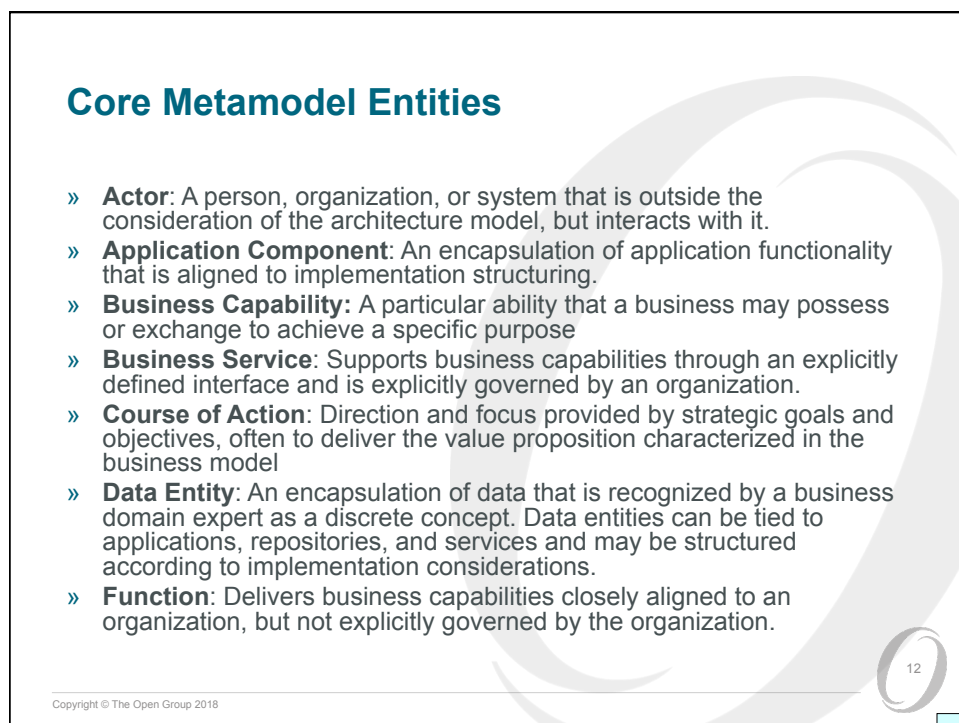 Core Metamodel Entities
» Actor: A person, organization, or system that is outside the
consideration of the architecture model, but interacts with it.
» Application Component: An encapsulation of application functionality
that is aligned to implementation structuring.
» Business Capability: A particular ability that a business may possess
or exchange to achieve a specific purpose
» Business Service: Supports business capabilities through an explicitly
defined interface and is explicitly governed by an organization.
» Course of Action: Direction and focus provided by strategic goals and
objectives, often to deliver the value proposition characterized in the
business model
» Data Entity: An encapsulation of data that is recognized by a business
domain expert as a discrete concept. Data entities can be tied to
applications, repositories, and services and may be structured
according to implementation considerations.
» Function: Delivers business capabilities closely aligned to an
organization, but not explicitly governed by the organization.
12
Copyright © The Open Group 2018